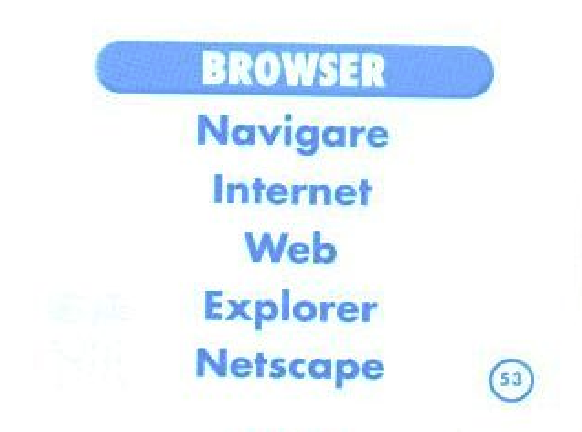 BROWSER
Navigare
Internet
Web
Explorer
Netscape
53